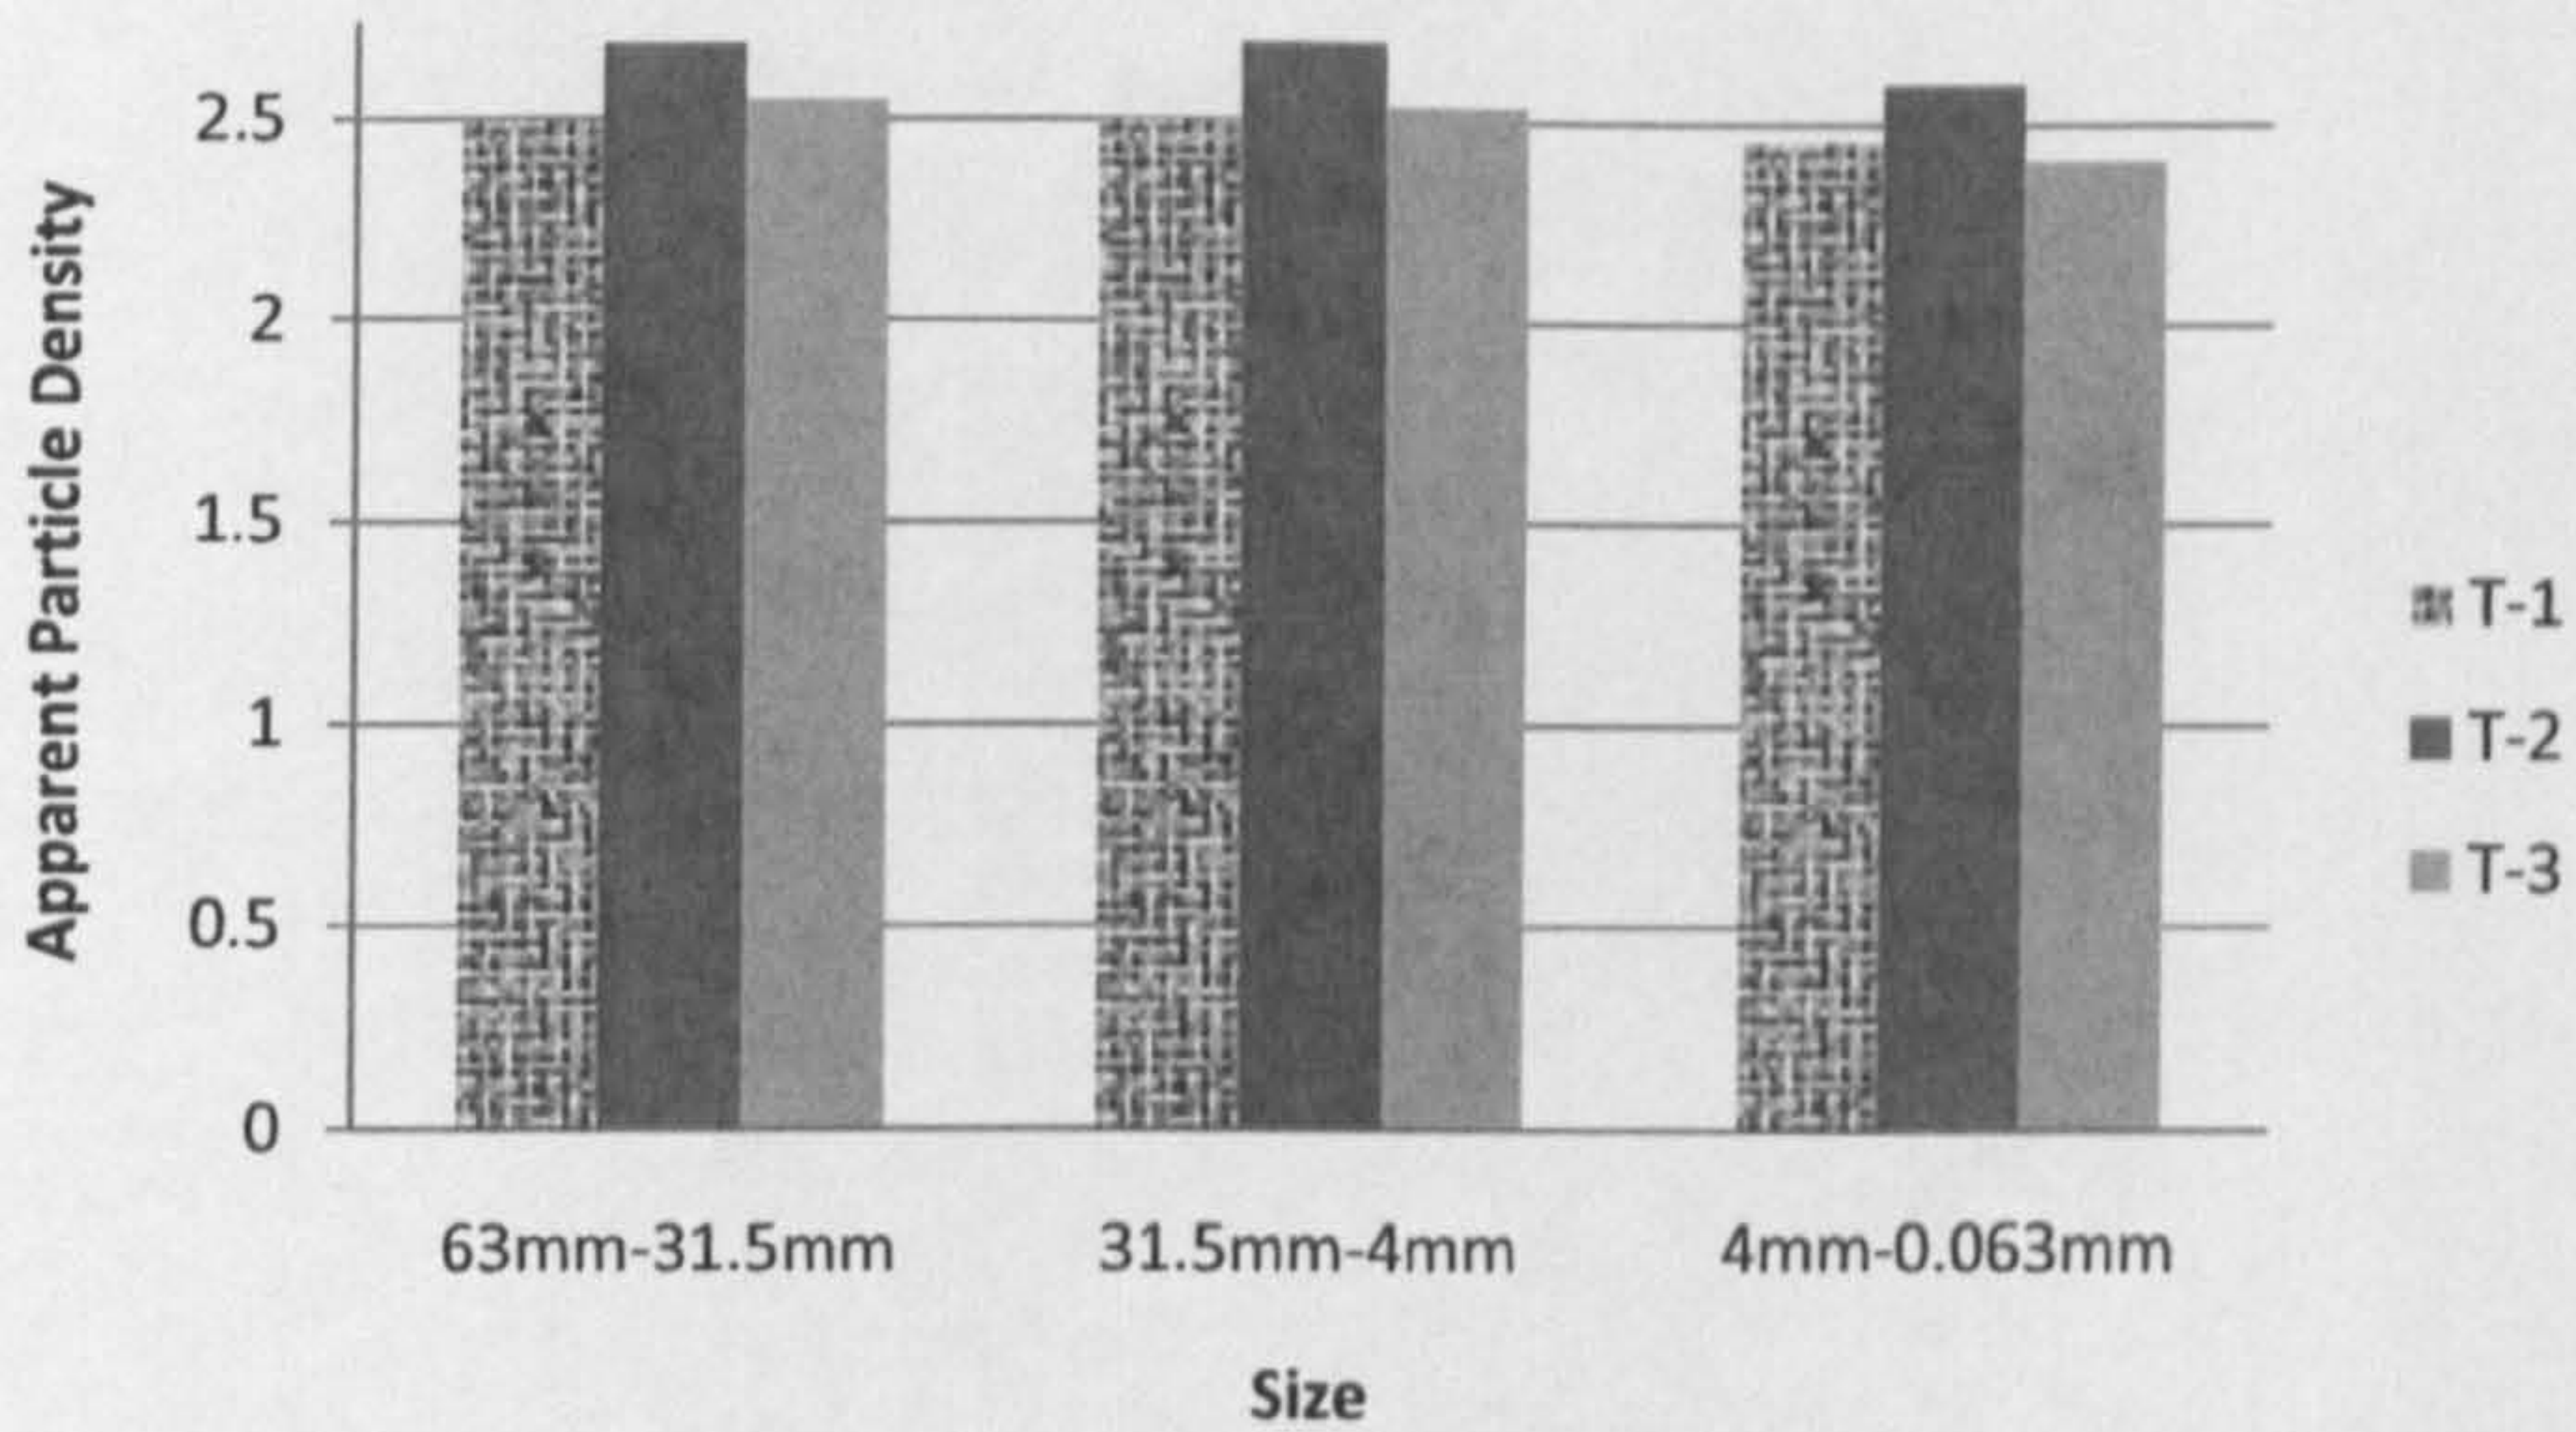 Apparent Particle Density
2.5
2
1.5
1
0.5
0
63mm-31.5mm
31.5mm-4mm
4mm-0.063mm
Size
T-1
T-2
T-3